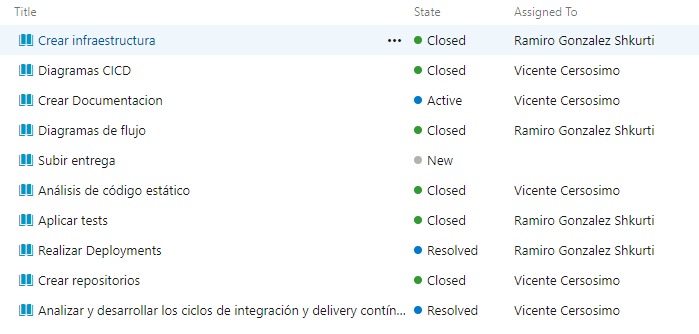 Title State Assigned To
Crear infraestructura ••• Closed Ramiro Gonzalez Shkurti
Diagramas CICD Closed Vicente Cersosimo
Crear Documentacion Active Vicente Cersosimo
Diagramas de flujo Closed Ramiro Gonzalez Shkurti
Subir entrega New
Análisis de código estático Closed Vicente Cersosimo
Aplicar tests Closed Ramiro Gonzalez Shkurti
Realizar Deployments Resolved Ramiro Gonzalez Shkurti
Crear repositorios Closed Vicente Cersosimo
Analizar y desarrollar los ciclos de integración y delivery contín... Resolved Vicente Cersosimo